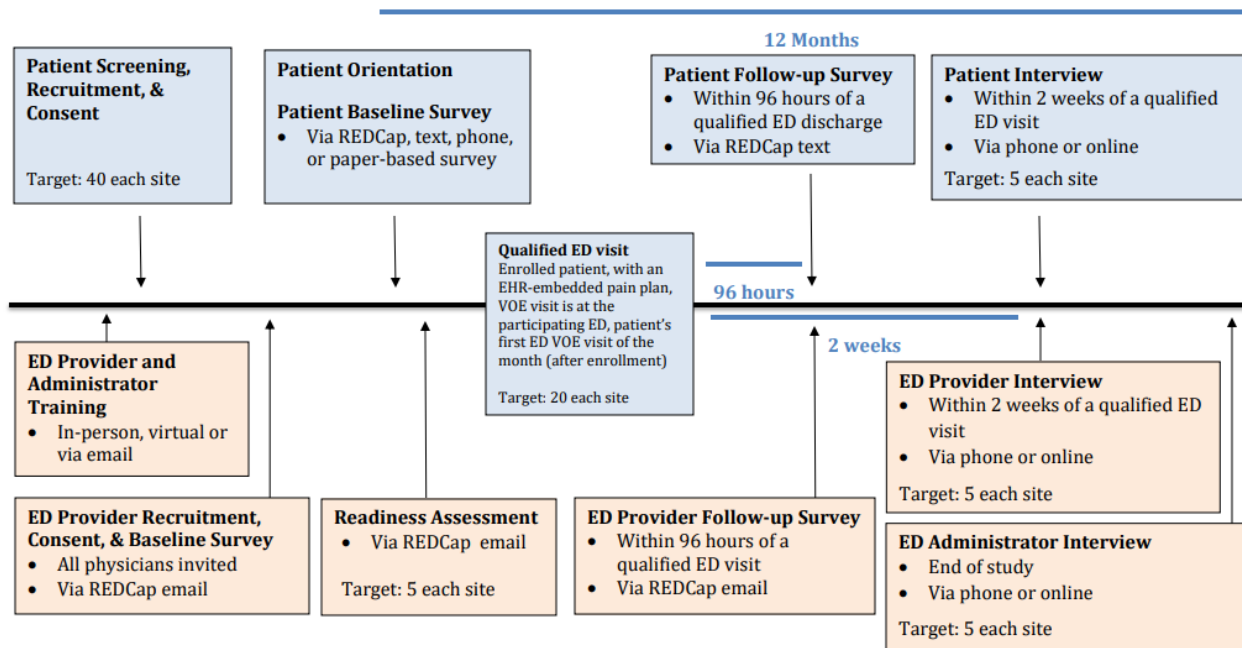 12 Months
Patient Screening,
Recruitment, &
Consent
Target: 40 each site
Patient Orientation
Patient Baseline Survey
• Via REDCap, text, phone,
or paper-based survey
Patient Follow-up Survey
• Within 96 hours of a
qualified ED discharge
• Via REDCap text
Patient Interview
• Within 2 weeks of a qualified
ED visit
• Via phone or online
Target: 5 each site
Qualified ED visit
Enrolled patient, with an
EHR-embedded pain plan,
VOE visit is at the
participating ED, patient’s
first ED VOE visit of the
month (after enrollment)
Target: 20 each site
96 hours
2 weeks
ED Provider and
Administrator
Training
• In-person, virtual or
via email
ED Provider Interview
• Within 2 weeks of a qualified ED
visit
• Via phone or online
Target: 5 each site
ED Provider Recruitment,
Consent, & Baseline Survey
• All physicians invited
• Via REDCap email
Readiness Assessment
• Via REDCap email
Target: 5 each site
ED Provider Follow-up Survey
• Within 96 hours of a
qualified ED visit
• Via REDCap email
ED Administrator Interview
• End of study
• Via phone or online
Target: 5 each site